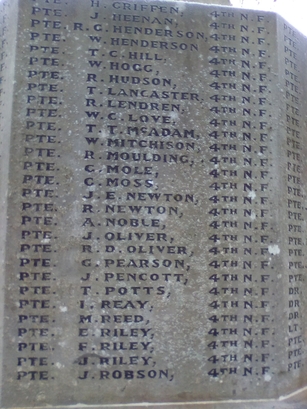 PTE. H. GRIFFEN, 4TH N.F.
PTE. J. HEENAN, 4TH N.F.
PTE. R.G. HENDERSON, 4TH N.F.
PTE. W. HENDERSON 4TH N.F.
PTE. T.C. HILL, 4TH N.F.
PTE. W. HOGG, 4TH N.F.
PTE. R. HUDSON, 4TH N.F.
PTE. T. LANCASTER, 4TH N.F.
PTE. R. LENDREN, 4TH N.F.
PTE. W.C. LOVE, 4TH N.F.
PTE. T.T. McADAM, 4TH N.F.
PTE. W. MITCHISON, 4TH N.F.
PTE. R. MOULDING, 4TH N.F.
PTE. G. MOLE, 4TH N.F.
PTE. G. MOSS, 4TH N.F.
PTE. J.E. NEWTON, 4TH N.F.
PTE. R. NEWTON, 4TH N.F.
PTE. A. NOBLE, 4TH N.F.
PTE. J. OLIVER, 4TH N.F.
PTE. R.D. OLIVER, 4TH N.F.
PTE. G. PEARSON, 4TH N.F.
PTE. J. PENCOTT, 4TH N.F.
PTE. T. POTTS, 4TH N.F.
PTE. I. REAY, 4TH N.F.
PTE. M. REED, 4TH N.F.
PTE. E. RILEY, 4TH N.F.
PTE. F. RILEY, 4TH N.F.
PTE. J. RILEY, 4TH N.F.
PTE. J. ROBSON, 4TH N.F.